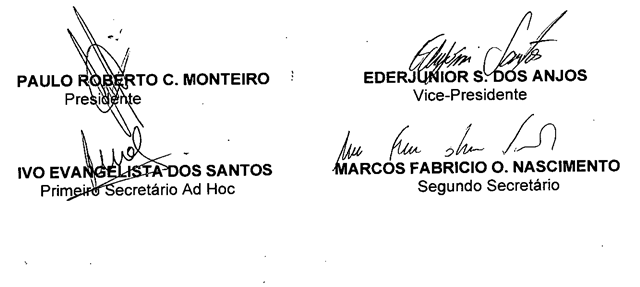 PAULO ROBERTO C. MONTEIRO
Presidente
EDERJUNIOR S. DOS ANJOS
Vice-Presidente
IVO EVANGELISTA DOS SANTOS
Primeiro Secretário Ad Hoc
MARCOS FABRICIO O. NASCIMENTO
Segundo Secretário